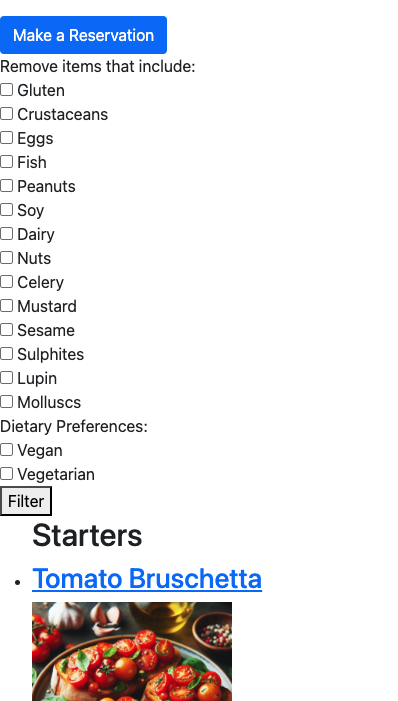 Make a Reservation
Remove items that include:
Gluten
Crustaceans
Eggs
Fish
Peanuts
Soy
Dairy
Nuts
Celery
Mustard
Sesame
Sulphites
Lupin
Molluscs
Dietary Preferences:
Vegan
Vegetarian
Filter
Starters
Tomato Bruschetta